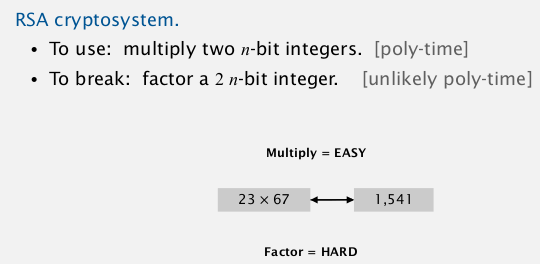 RSA cryptosystem.
• To use: multiply two n-bit integers. [poly-time]
• To break: factor a 2 n-bit integer. [unlikely poly-time]
Multiply = EASY
23 × 67 1,541
Factor = HARD